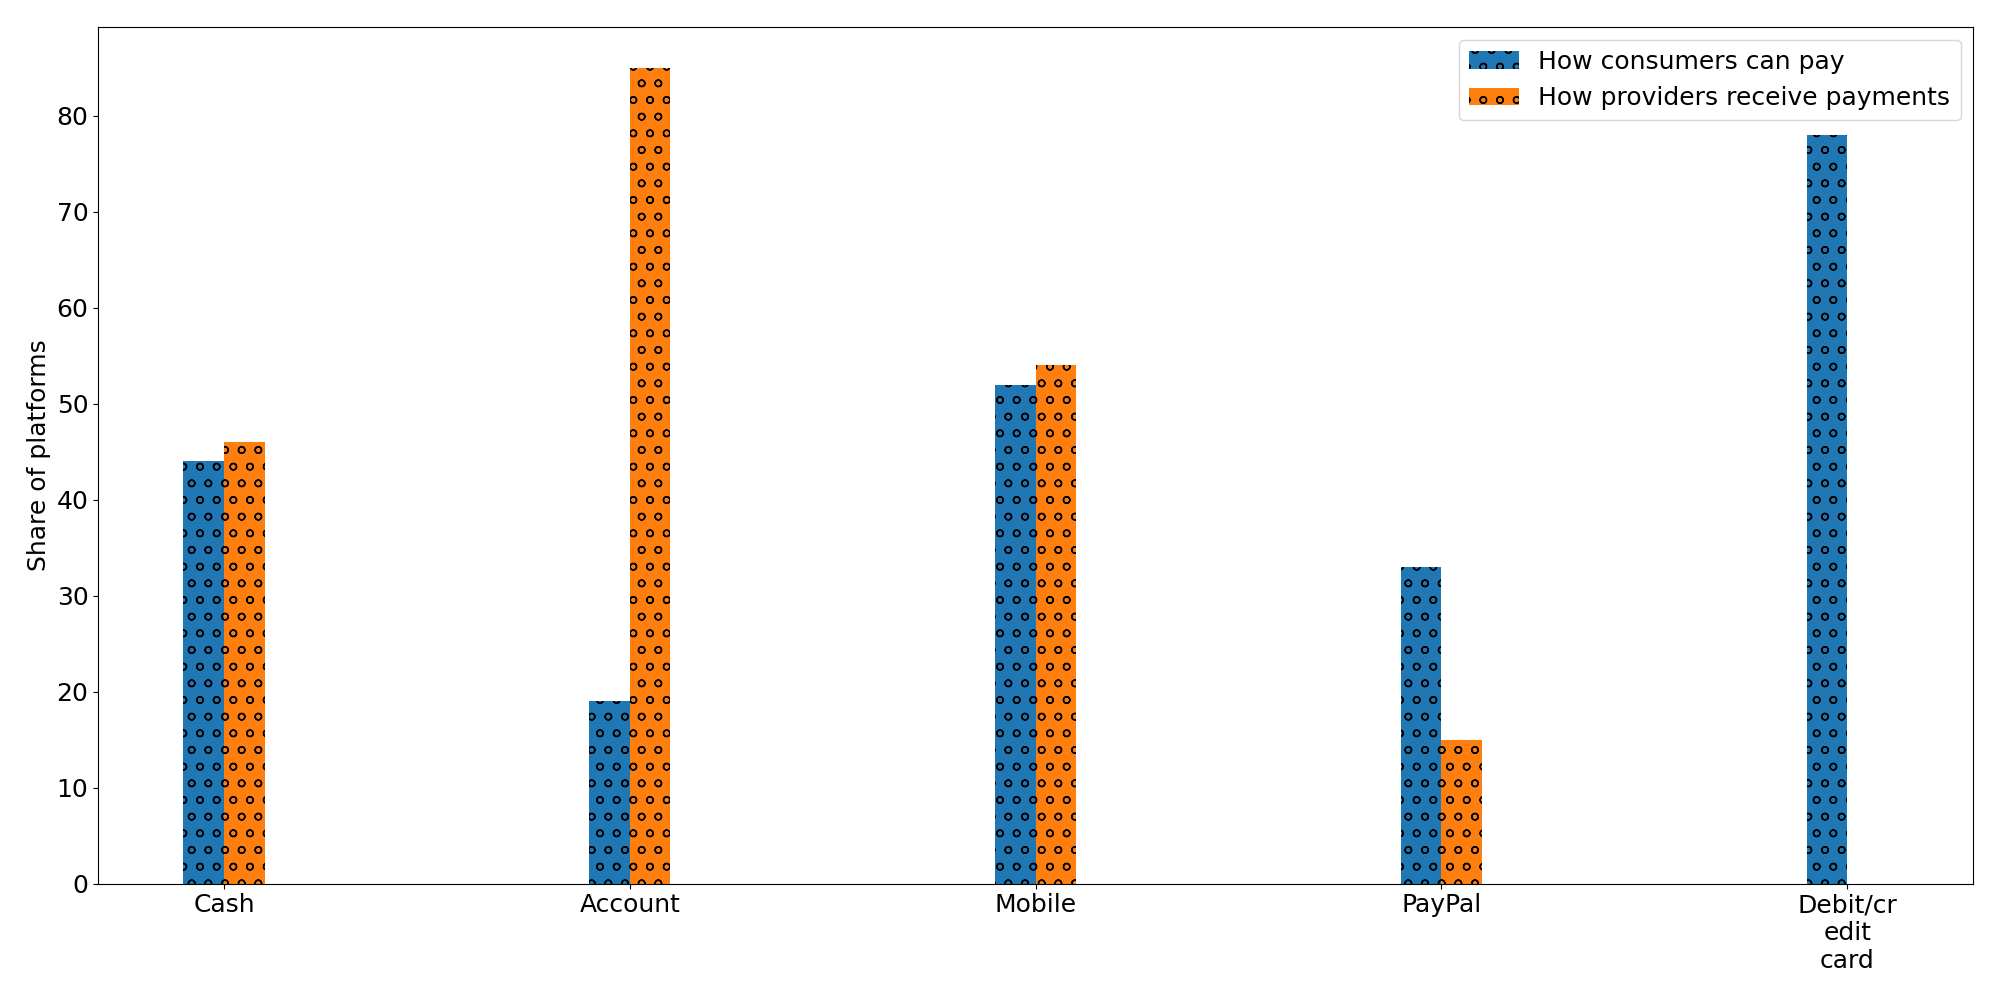 How consumers can pay
How providers receive payments
Share of platforms
80
70
60
50
40
30
20
10
0
Cash
Account
Mobile
PayPal
Debit/cr
edit
card